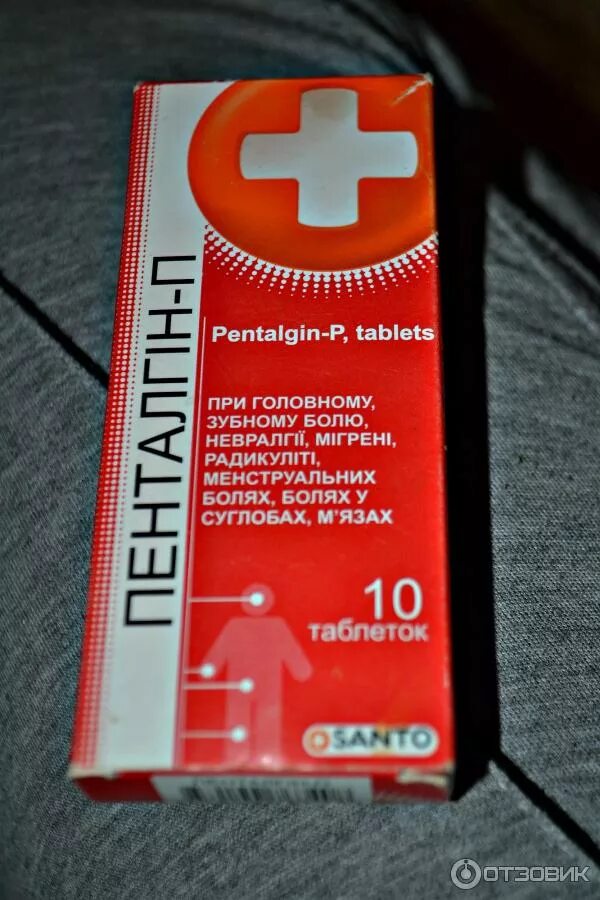 ПЕНТАЛГІН-П
Pentalgin-P, tablets
ПРИ ГОЛОВНОМУ,
ЗУБНОМУ БОЛЮ,
НЕВРАЛГІЇ, МІГРЕНІ,
РАДИКУЛІТІ,
МЕНСТРУАЛЬНИХ
БОЛЯХ, БОЛЯХ У
СУГЛОБАХ, М'ЯЗАХ
10
таблеток
SANTO
ОТЗОВИК